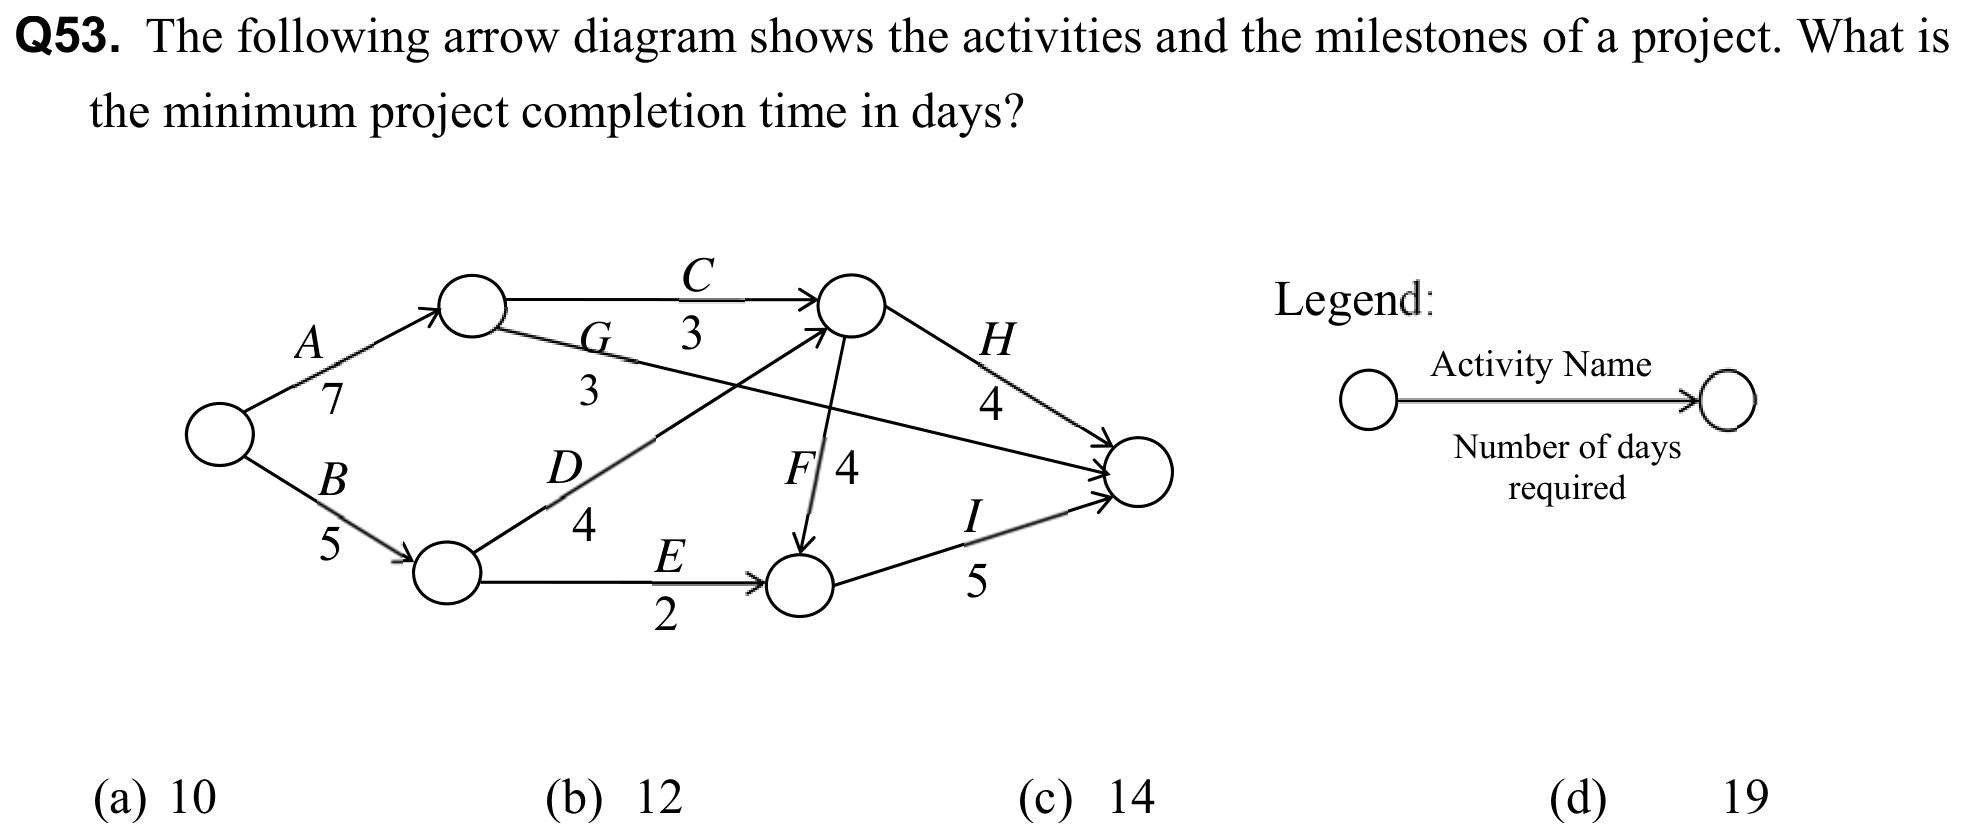 Q53. The following arrow diagram shows the activities and the milestones of a project. What is
the minimum project completion time in days?
C
3
G
3
A
7
H
4
Legend:
Activity Name
Number of days
required
B
5
D
4
F 4
I
5
E
2
(a) 10 (b) 12 (c) 14 (d) 19